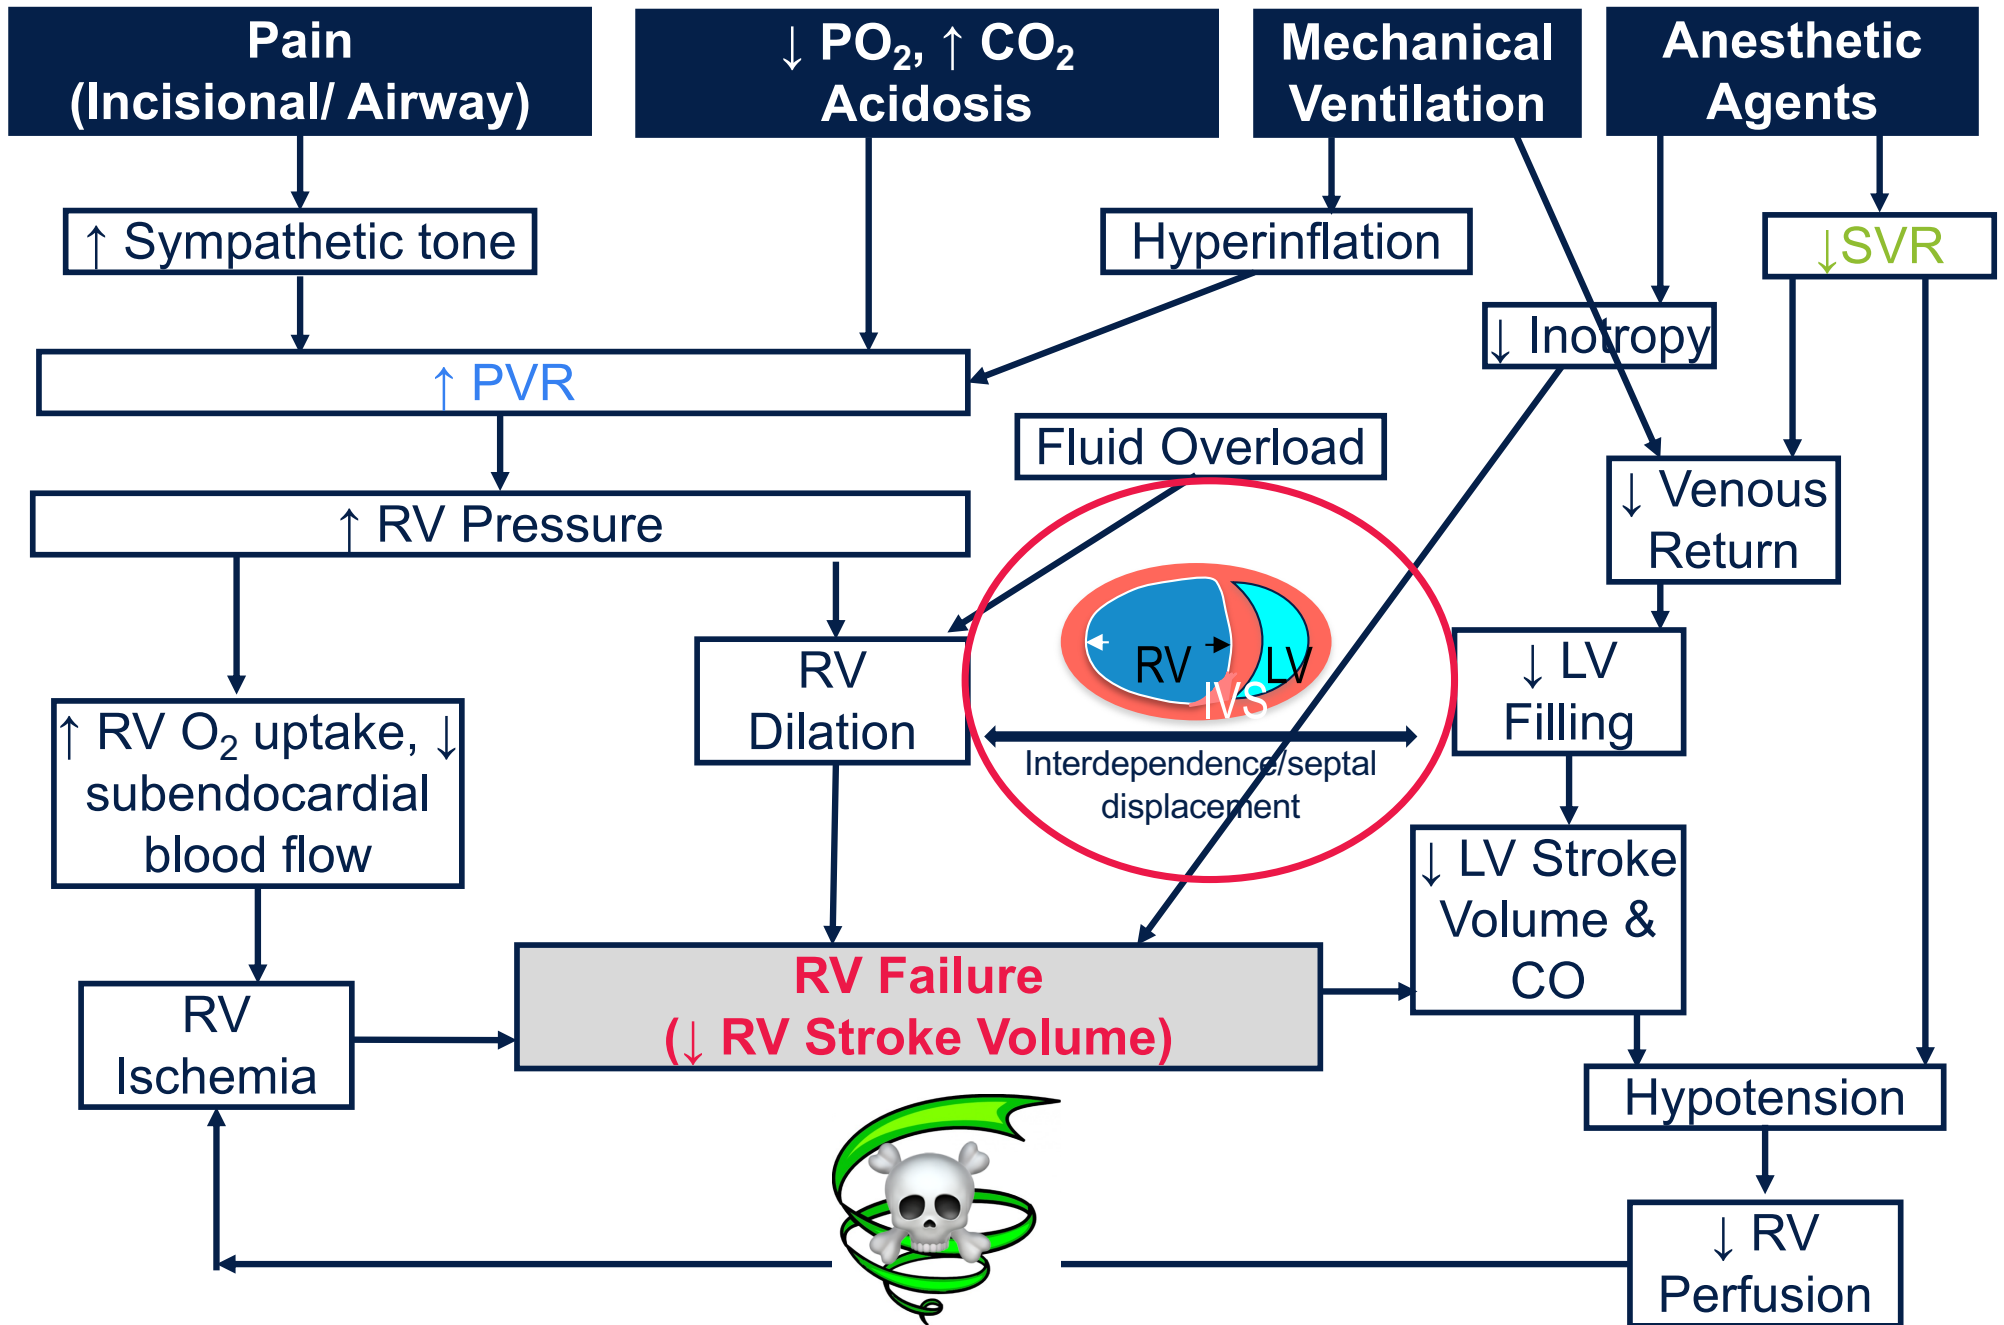 Pain
(Incisional/ Airway)
↓ PO₂, ↑ CO₂
Acidosis
Mechanical
Ventilation
Anesthetic
Agents
↑ Sympathetic tone
Hyperinflation
↓SVR
↓ Inotropy
↑ PVR
Fluid Overload
↓ Venous
Return
↑ RV Pressure
RV
Dilation
RV
LV
IVS
Interdependence/septal
displacement
↓ LV
Filling
↑ RV O₂ uptake, ↓
subendocardial
blood flow
↓ LV Stroke
Volume &
CO
RV
Ischemia
RV Failure
(↓ RV Stroke Volume)
Hypotension
↓ RV
Perfusion